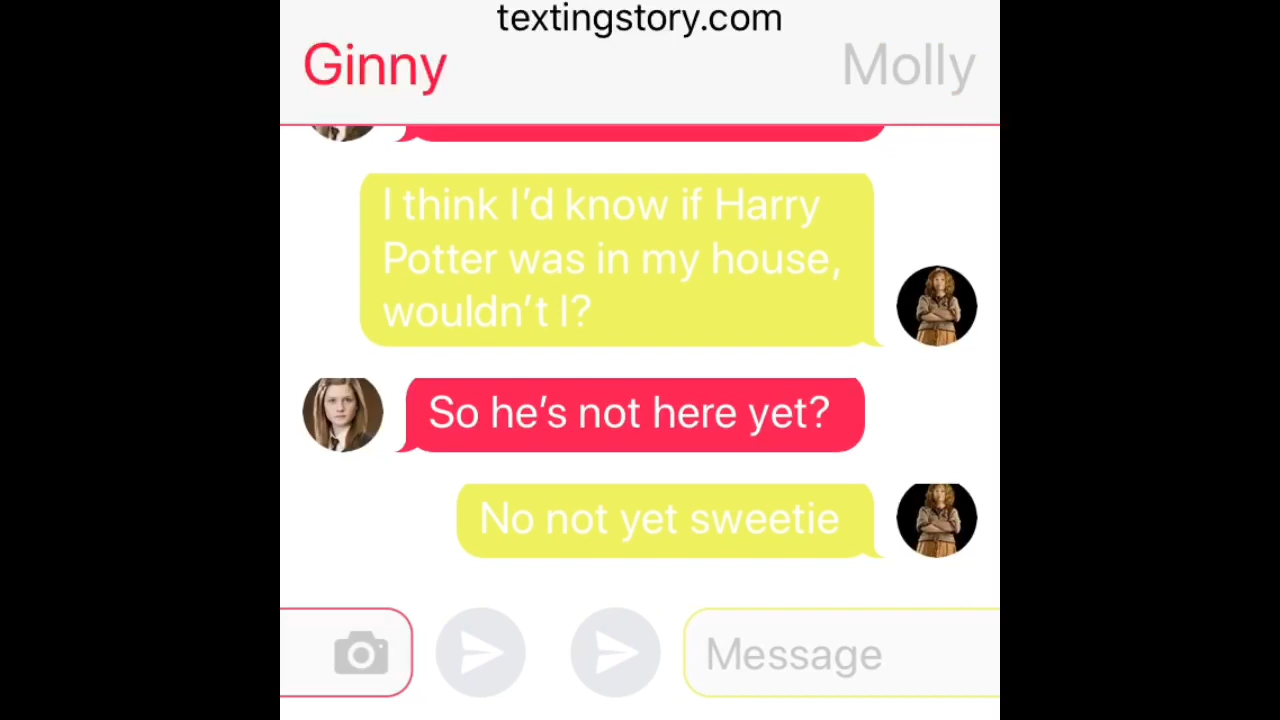 textingstory.com
Ginny
Molly
I think I’d know if Harry
Potter was in my house,
wouldn’t I?
So he’s not here yet?
No not yet sweetie
Message